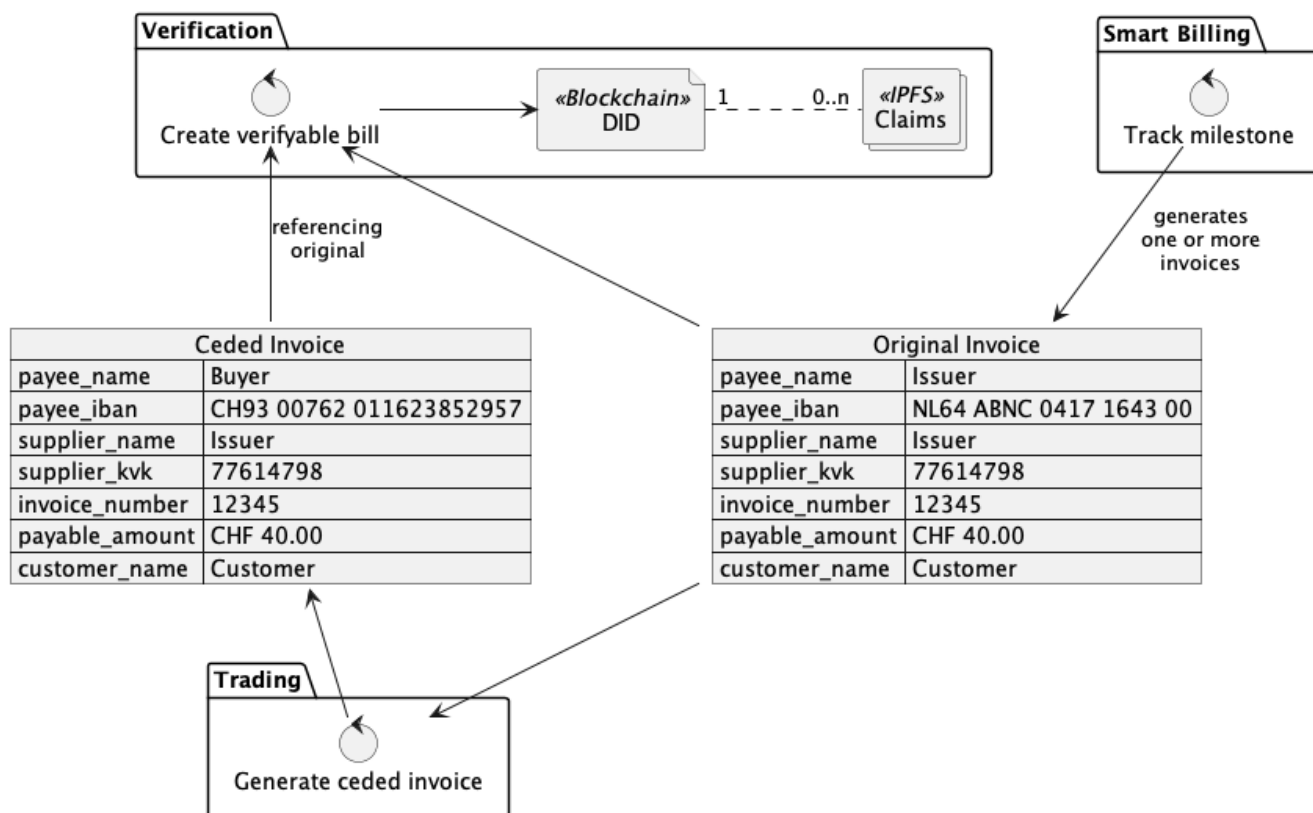 Verification
Smart Billing
«Blockchain»
DID
1
0..n
«IPFS»
Claims
Create verifyable bill
Track milestone
referencing
original
generates
one or more
invoices
Ceded Invoice
payee_name Buyer
payee_iban CH93 00762 011623852957
supplier_name Issuer
supplier_kvk 77614798
invoice_number 12345
payable_amount CHF 40.00
customer_name Customer
Original Invoice
payee_name Issuer
payee_iban NL64 ABNC 0417 1643 00
supplier_name Issuer
supplier_kvk 77614798
invoice_number 12345
payable_amount CHF 40.00
customer_name Customer
Trading
Generate ceded invoice